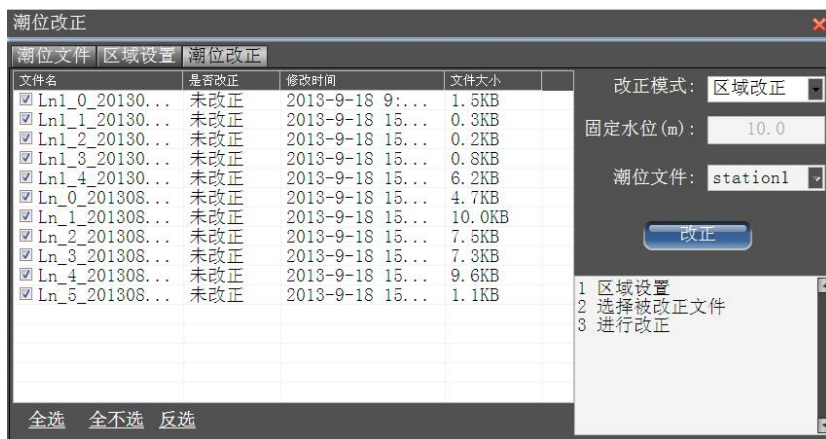 潮位改正
潮位文件 区域设置 潮位改正
文件名 是否改正 修改时间 文件大小
Ln1_0_20130... 未改正 2013-9-18 9:... 1.5KB
Ln1_1_20130... 未改正 2013-9-18 15... 0.3KB
Ln1_2_20130... 未改正 2013-9-18 15... 0.2KB
Ln1_3_20130... 未改正 2013-9-18 15... 0.8KB
Ln1_4_20130... 未改正 2013-9-18 15... 6.2KB
Ln_0_201308... 未改正 2013-9-18 15... 4.7KB
Ln_1_201308... 未改正 2013-9-18 15... 10.0KB
Ln_2_201308... 未改正 2013-9-18 15... 7.5KB
Ln_3_201308... 未改正 2013-9-18 15... 7.3KB
Ln_4_201308... 未改正 2013-9-18 15... 9.6KB
Ln_5_201308... 未改正 2013-9-18 15... 1.1KB
全选 全不选 反选
改正模式: 区域改正
固定水位(m): 10.0
潮位文件: station1
改正
1 区域设置
2 选择被改正文件
3 进行改正